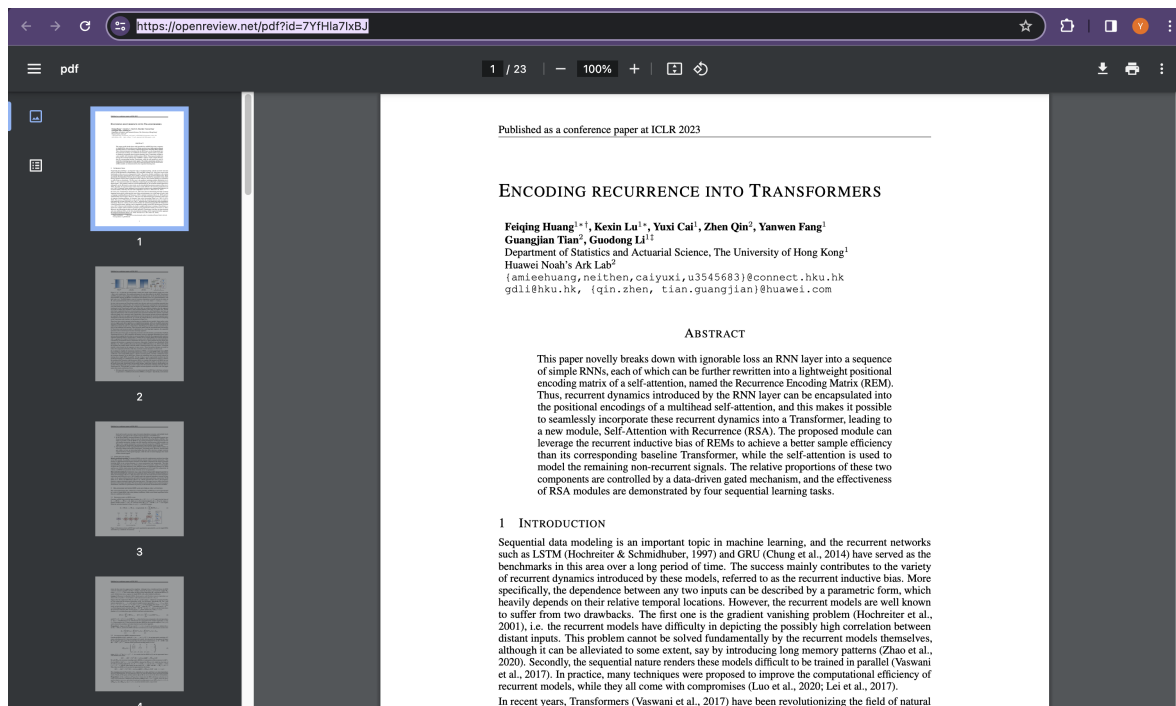 https://openreview.net/pdf?id=7YfHla7IxBJ
Y
pdf
1 / 23
100%
1
2
3
4
Published as a conference paper at ICLR 2023
ENCODING RECURRENCE INTO TRANSFORMERS
Feiqing Huang1*†, Kexin Lu1*, Yuxi Cai1, Zhen Qin2, Yanwen Fang1
Guangjian Tian2, Guodong Li1‡
Department of Statistics and Actuarial Science, The University of Hong Kong1
Huawei Noah's Ark Lab2
{amieehuang,neithen,caiyuxi,u3545683}@connect.hku.hk
gdli@hku.hk, {qin.zhen, tian.guangjian}@huawei.com
ABSTRACT
This paper novelly breaks down with ignorable loss an RNN layer into a sequence
of simple RNNs, each of which can be further rewritten into a lightweight positional
encoding matrix of a self-attention, named the Recurrence Encoding Matrix (REM).
Thus, recurrent dynamics introduced by the RNN layer can be encapsulated into
the positional encodings of a multihead self-attention, and this makes it possible
to seamlessly incorporate these recurrent dynamics into a Transformer, leading to
a new module, Self-Attention with Recurrence (RSA). The proposed module can
leverage the recurrent inductive bias of REMs to achieve a better sample efficiency
than its corresponding baseline Transformer, while the self-attention is used to
model the remaining non-recurrent signals. The relative proportions of these two
components are controlled by a data-driven gated mechanism, and the effectiveness
of RSA modules are demonstrated by four sequential learning tasks.
1 INTRODUCTION
Sequential data modeling is an important topic in machine learning, and the recurrent networks
such as LSTM (Hochreiter & Schmidhuber, 1997) and GRU (Chung et al., 2014) have served as the
benchmarks in this area over a long period of time. The success mainly contributes to the variety
of recurrent dynamics introduced by these models, referred to as the recurrent inductive bias. More
specifically, the dependence between any two inputs can be described by a parametric form, which
heavily depends on their relative temporal locations. However, the recurrent models are well known
to suffer from two drawbacks. The first one is the gradient vanishing problem (Hochreiter et al.,
2001), i.e. the recurrent models have difficulty in depicting the possibly high correlation between
distant inputs. This problem cannot be solved fundamentally by the recurrent models themselves,
although it can be alleviated to some extent, say by introducing long memory patterns (Zhao et al.,
2020). Secondly, the sequential nature renders these models difficult to be trained in parallel (Vaswani
et al., 2017). In practice, many techniques were proposed to improve the computational efficiency of
recurrent models, while they all come with compromises (Luo et al., 2020; Lei et al., 2017).
In recent years, Transformers (Vaswani et al., 2017) have been revolutionizing the field of natural